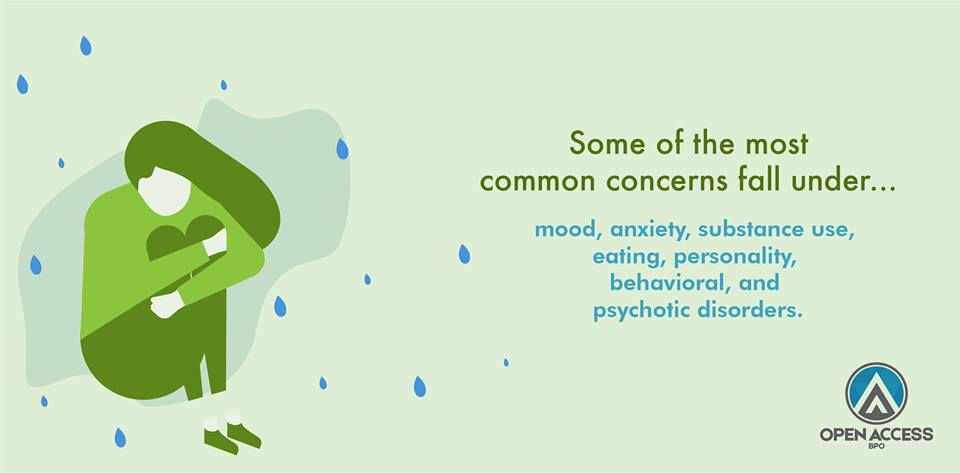 Some of the most
common concerns fall under...
mood, anxiety, substance use,
eating, personality,
behavioral, and
psychotic disorders.
OPEN ACCESS
BPO